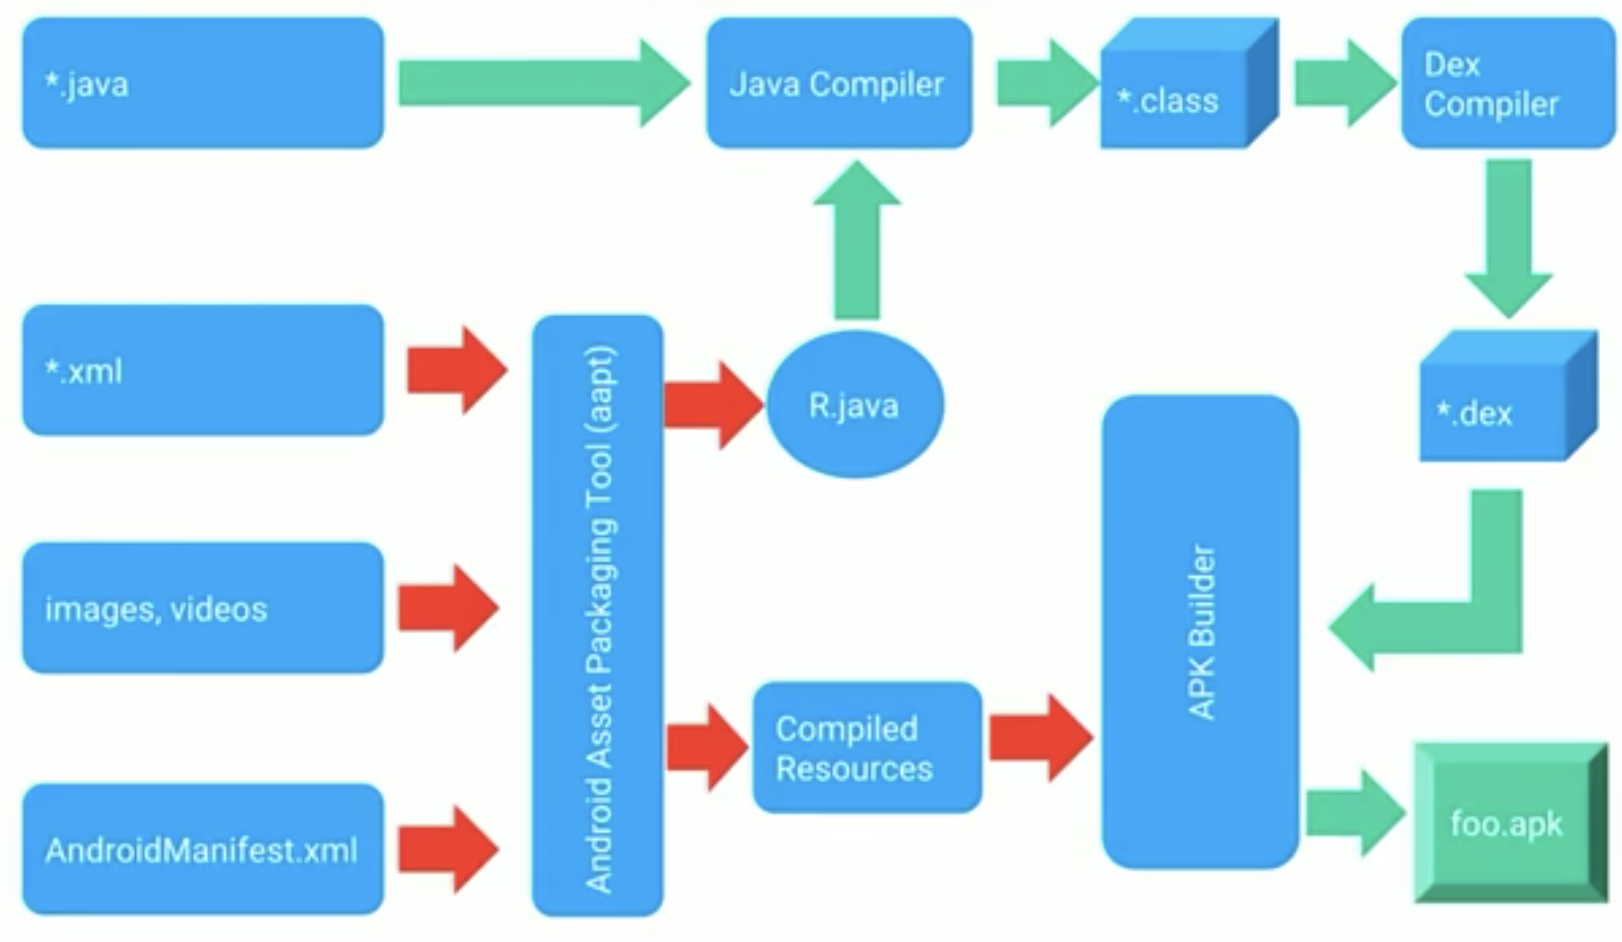 *.java
Java Compiler
*.class
Dex
Compiler
*.xml
Android Asset Packaging Tool (aapt)
R.java
*.dex
images, videos
APK Builder
Compiled
Resources
AndroidManifest.xml
foo.apk